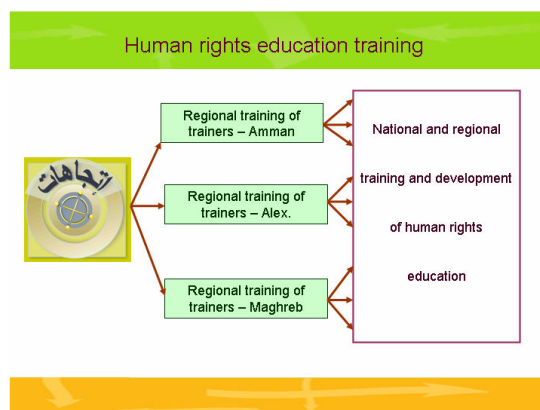 Human rights education training
Regional training of
trainers – Amman
اتجاهات
Regional training of
trainers – Alex.
Regional training of
trainers – Maghreb
National and regional
training and development
of human rights
education